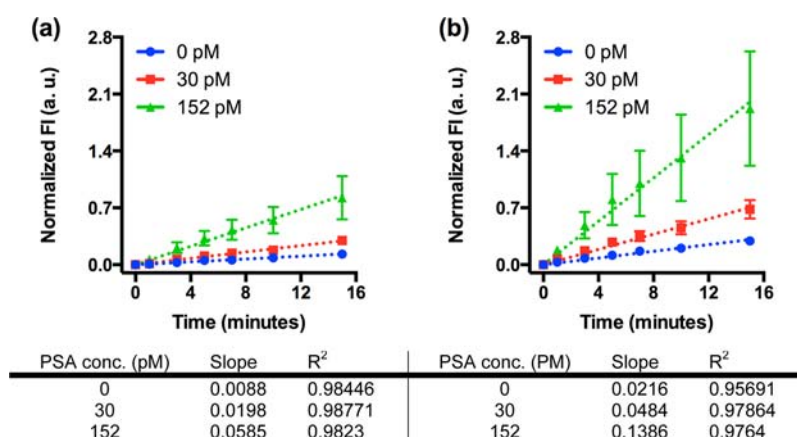 (a)
2.8
2.1
1.4
0.7
0.0
Normalized FI (a. u.)
0 pM
30 pM
152 pM
0 4 8 12 16
Time (minutes)
(b)
2.8
2.1
1.4
0.7
0.0
Normalized FI (a. u.)
0 pM
30 pM
152 pM
0 4 8 12 16
Time (minutes)
PSA conc. (pM) Slope R²
0 0.0088 0.98446
30 0.0198 0.98771
152 0.0585 0.9823
PSA conc. (PM) Slope R²
0 0.0216 0.95691
30 0.0484 0.97864
152 0.1386 0.9764